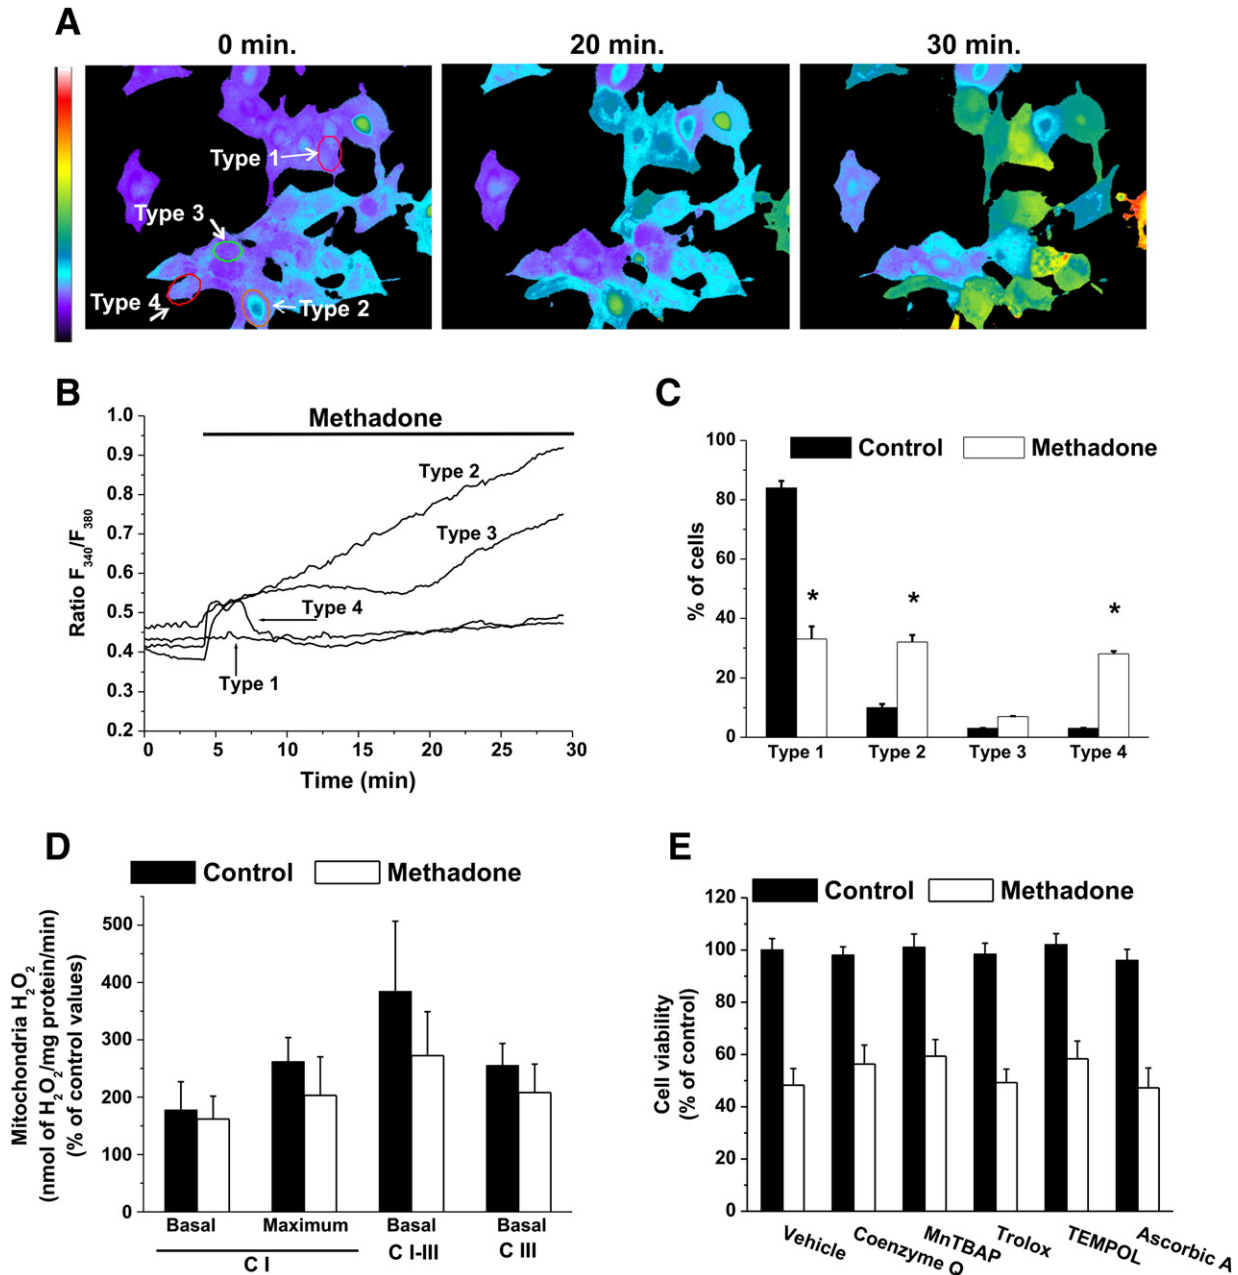 A
0 min.
20 min.
30 min.
Type 1
Type 3
Type 4
Type 2
B
Methadone
Ratio F340/F380
1.0
0.9
0.8
0.7
0.6
0.5
0.4
0.3
0.2
Type 2
Type 3
Type 4
Type 1
0 5 10 15 20 25 30
Time (min)
C
Control Methadone
% of cells
100
80
60
40
20
0
*
*
*
Type 1 Type 2 Type 3 Type 4
D
Control Methadone
Mitochondria H2O2
(nmol of H2O2/mg protein/min)
(% of control values)
500
400
300
200
100
0
Basal Maximum Basal Basal
C I C I-III C III
E
Control Methadone
Cell viability
(% of control)
120
100
80
60
40
20
0
Vehicle
Coenzyme Q
MnTBAP
Trolox
TEMPOL
Ascorbic A